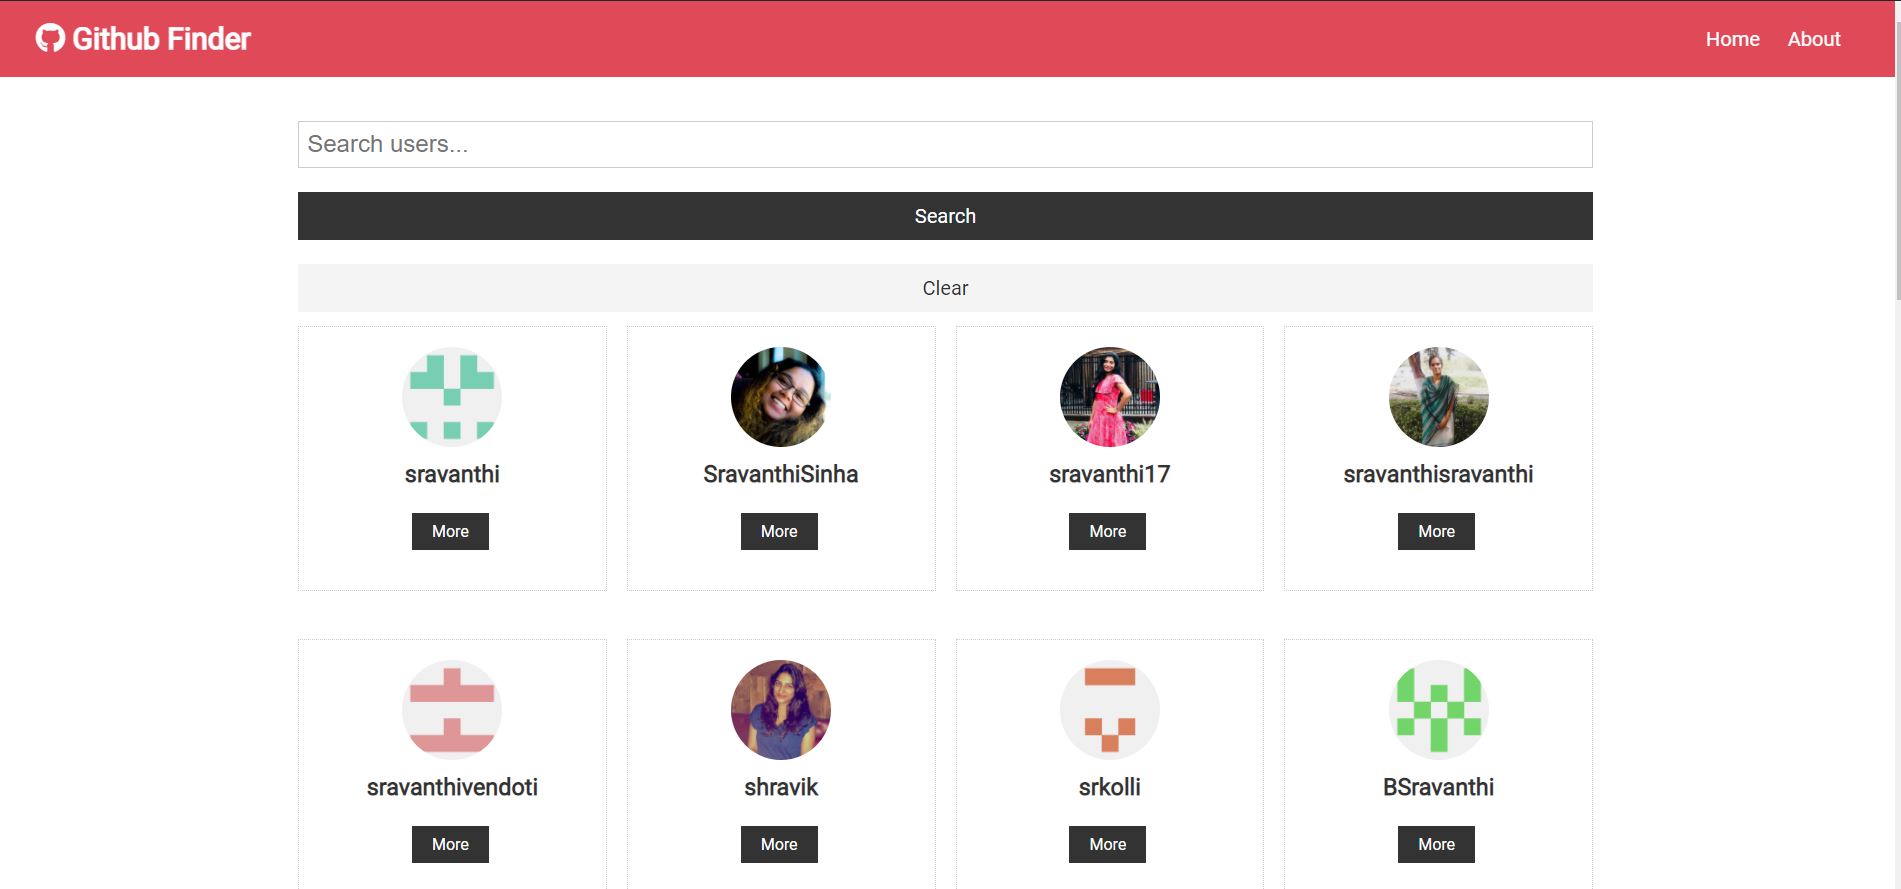 Github Finder
Home About
Search users...
Search
Clear
sravanthi
More
SravanthiSinha
More
sravanthi17
More
sravanthisravanthi
More
sravanthivendoti
More
shravik
More
srkolli
More
BSravanthi
More